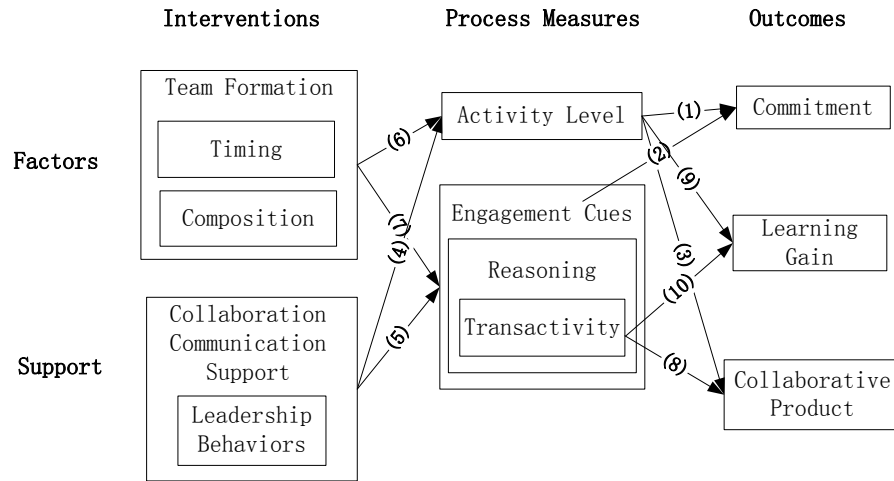 Interventions
Process Measures
Outcomes
Factors
Team Formation
Timing
Composition
Support
Collaboration
Communication
Support
Leadership
Behaviors
(6)
(7)
(4)
(5)
Activity Level
Engagement Cues
Reasoning
Transactivity
(1)
(2)
(9)
(3)
(10)
(8)
Commitment
Learning
Gain
Collaborative
Product